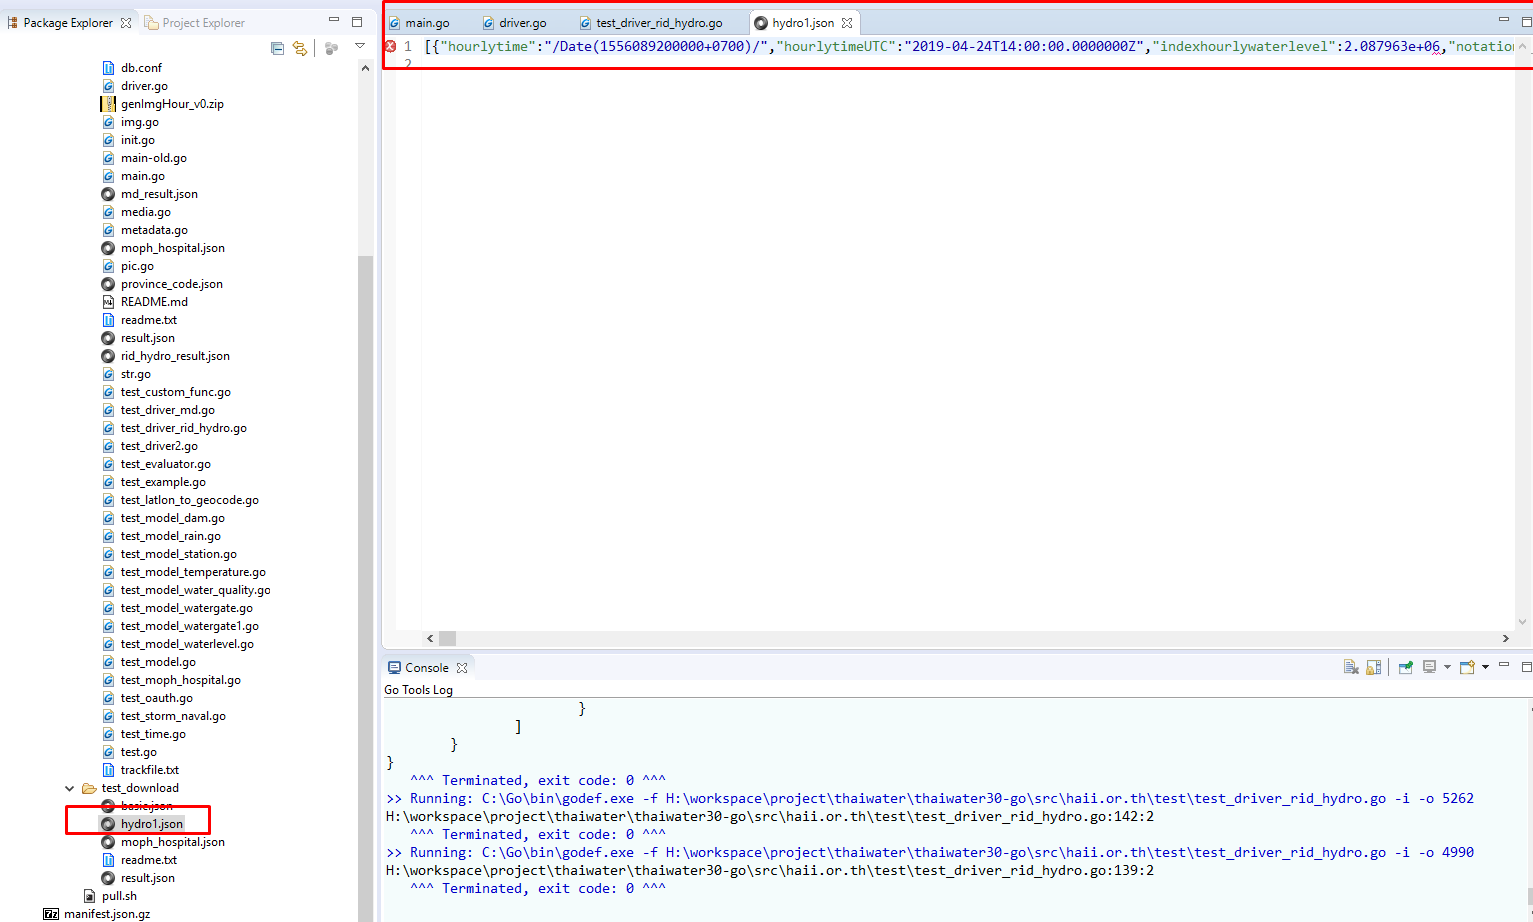 Package Explorer
Project Explorer
db.conf
driver.go
genImgHour_v0.zip
img.go
init.go
main-old.go
main.go
md_result.json
media.go
metadata.go
moph_hospital.json
pic.go
province_code.json
README.md
readme.txt
result.json
rid_hydro_result.json
str.go
test_custom_func.go
test_driver_md.go
test_driver_rid_hydro.go
test_driver2.go
test_evaluator.go
test_example.go
test_latlon_to_geocode.go
test_model_dam.go
test_model_rain.go
test_model_station.go
test_model_temperature.go
test_model_water_quality.go
test_model_watergate.go
test_model_watergate1.go
test_model_waterlevel.go
test_model.go
test_moph_hospital.go
test_oauth.go
test_storm_naval.go
test_time.go
test.go
trackfile.txt
test_download
basic.json
hydro1.json
moph_hospital.json
readme.txt
result.json
pull.sh
manifest.json.gz
main.go
driver.go
test_driver_rid_hydro.go
hydro1.json
1 [{"hourlytime":"/Date(1556089200000+0700)/","hourlytimeUTC":"2019-04-24T14:00:00.0000000Z","indexhourlywaterlevel":2.087963e+06,"notation
2
Console
Go Tools Log
}
]
}
}
^^^ Terminated, exit code: 0 ^^^
>> Running: C:\Go\bin\godef.exe -f H:\workspace\project\thaiwater\thaiwater30-go\src\haii.or.th\test\test_driver_rid_hydro.go -i -o 5262
H:\workspace\project\thaiwater\thaiwater30-go\src\haii.or.th\test\test_driver_rid_hydro.go:142:2
^^^ Terminated, exit code: 0 ^^^
>> Running: C:\Go\bin\godef.exe -f H:\workspace\project\thaiwater\thaiwater30-go\src\haii.or.th\test\test_driver_rid_hydro.go -i -o 4990
H:\workspace\project\thaiwater\thaiwater30-go\src\haii.or.th\test\test_driver_rid_hydro.go:139:2
^^^ Terminated, exit code: 0 ^^^